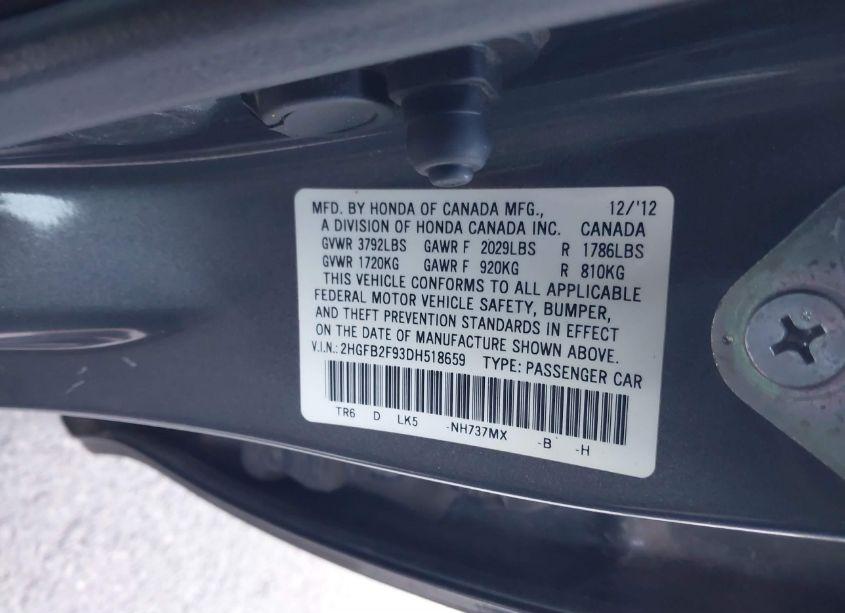 MFD. BY HONDA OF CANADA MFG., 12/'12
A DIVISION OF HONDA CANADA INC. CANADA
GVWR 3792LBS GAWR F 2029LBS R 1786LBS
GVWR 1720KG GAWR F 920KG R 810KG
THIS VEHICLE CONFORMS TO ALL APPLICABLE
FEDERAL MOTOR VEHICLE SAFETY, BUMPER,
AND THEFT PREVENTION STANDARDS IN EFFECT
ON THE DATE OF MANUFACTURE SHOWN ABOVE.
V.I.N.: 2HGFB2F93DH518659 TYPE: PASSENGER CAR
TR6 D LK5 -NH737MX -B -H